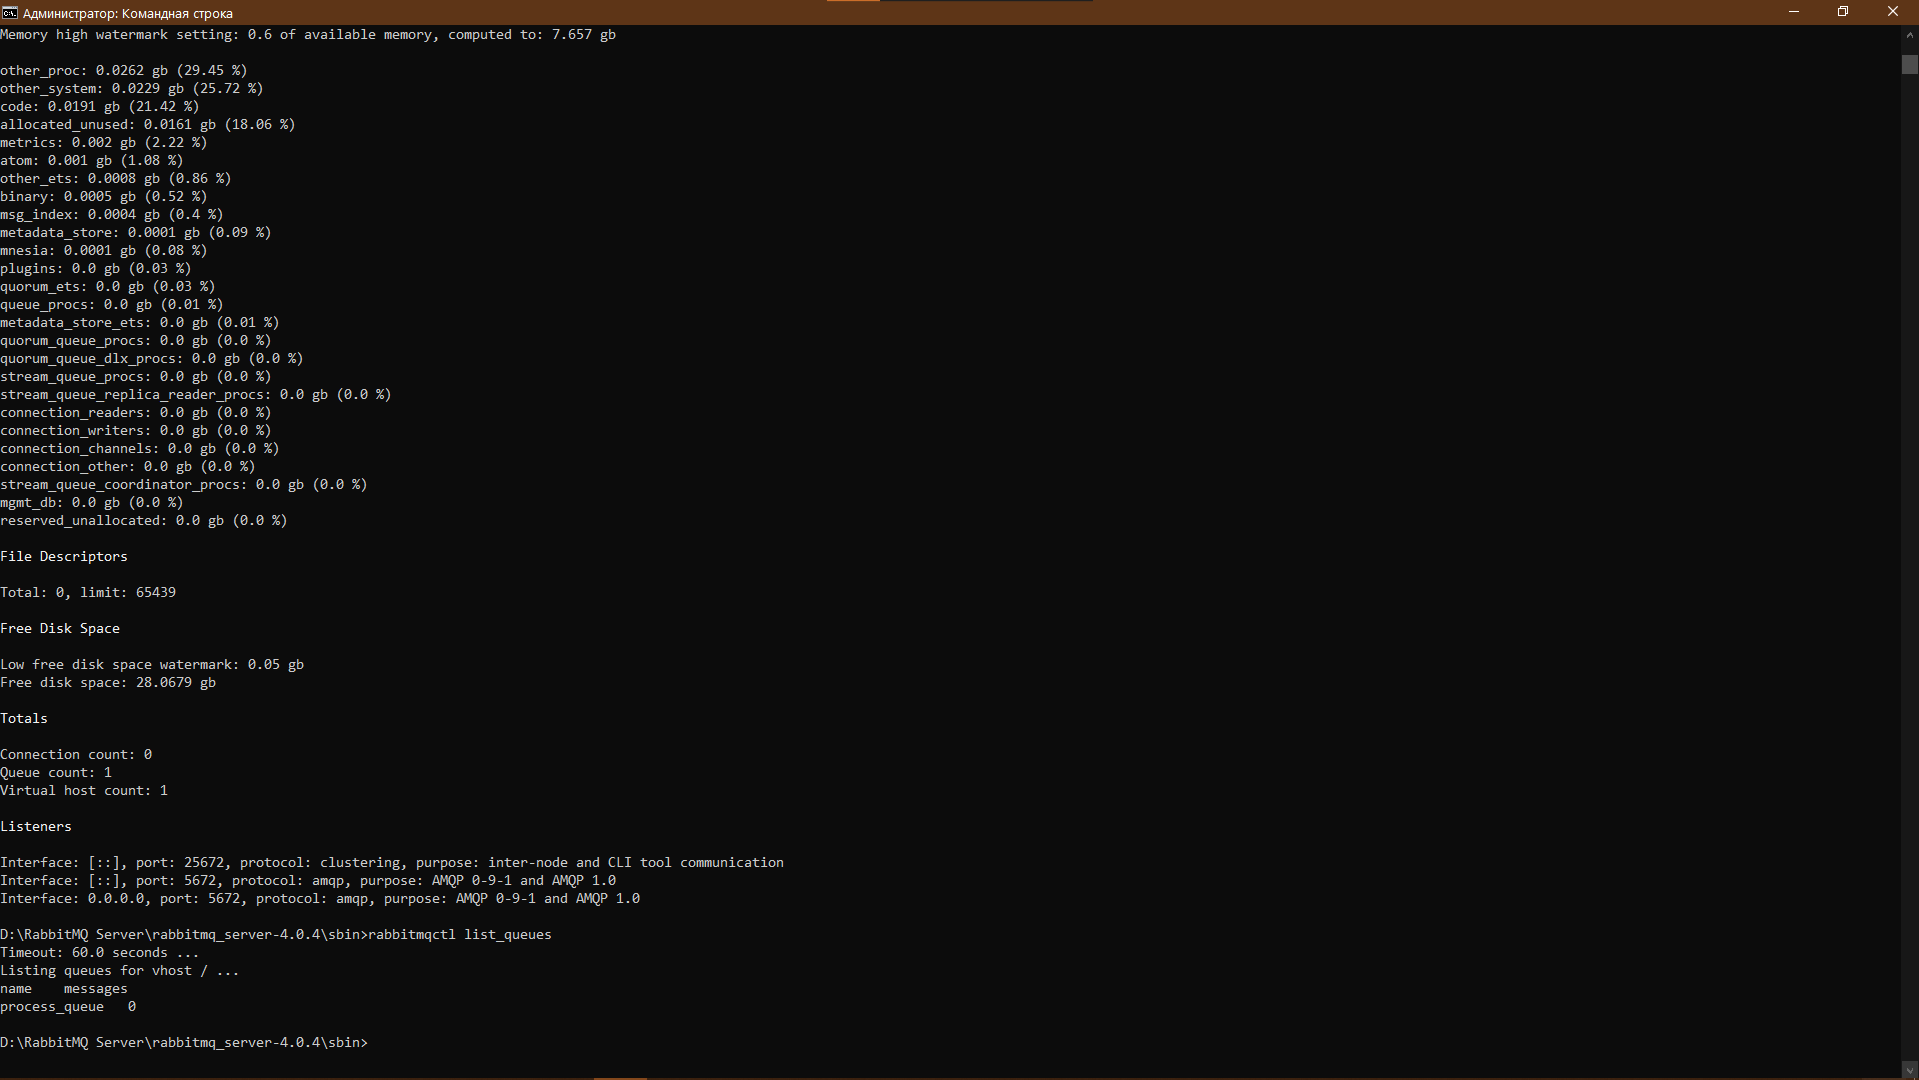 Администратор: Командная строка
Memory high watermark setting: 0.6 of available memory, computed to: 7.657 gb
other_proc: 0.0262 gb (29.45 %)
other_system: 0.0229 gb (25.72 %)
code: 0.0191 gb (21.42 %)
allocated_unused: 0.0161 gb (18.06 %)
metrics: 0.002 gb (2.22 %)
atom: 0.001 gb (1.08 %)
other_ets: 0.0008 gb (0.86 %)
binary: 0.0005 gb (0.52 %)
msg_index: 0.0004 gb (0.4 %)
metadata_store: 0.0001 gb (0.09 %)
mnesia: 0.0001 gb (0.08 %)
plugins: 0.0 gb (0.03 %)
quorum_ets: 0.0 gb (0.03 %)
queue_procs: 0.0 gb (0.01 %)
metadata_store_ets: 0.0 gb (0.01 %)
quorum_queue_procs: 0.0 gb (0.0 %)
quorum_queue_dlx_procs: 0.0 gb (0.0 %)
stream_queue_procs: 0.0 gb (0.0 %)
stream_queue_replica_reader_procs: 0.0 gb (0.0 %)
connection_readers: 0.0 gb (0.0 %)
connection_writers: 0.0 gb (0.0 %)
connection_channels: 0.0 gb (0.0 %)
connection_other: 0.0 gb (0.0 %)
stream_queue_coordinator_procs: 0.0 gb (0.0 %)
mgmt_db: 0.0 gb (0.0 %)
reserved_unallocated: 0.0 gb (0.0 %)
File Descriptors
Total: 0, limit: 65439
Free Disk Space
Low free disk space watermark: 0.05 gb
Free disk space: 28.0679 gb
Totals
Connection count: 0
Queue count: 1
Virtual host count: 1
Listeners
Interface: [::], port: 25672, protocol: clustering, purpose: inter-node and CLI tool communication
Interface: [::], port: 5672, protocol: amqp, purpose: AMQP 0-9-1 and AMQP 1.0
Interface: 0.0.0.0, port: 5672, protocol: amqp, purpose: AMQP 0-9-1 and AMQP 1.0
D:\RabbitMQ Server\rabbitmq_server-4.0.4\sbin>rabbitmqctl list_queues
Timeout: 60.0 seconds ...
Listing queues for vhost / ...
name    messages
process_queue   0
D:\RabbitMQ Server\rabbitmq_server-4.0.4\sbin>